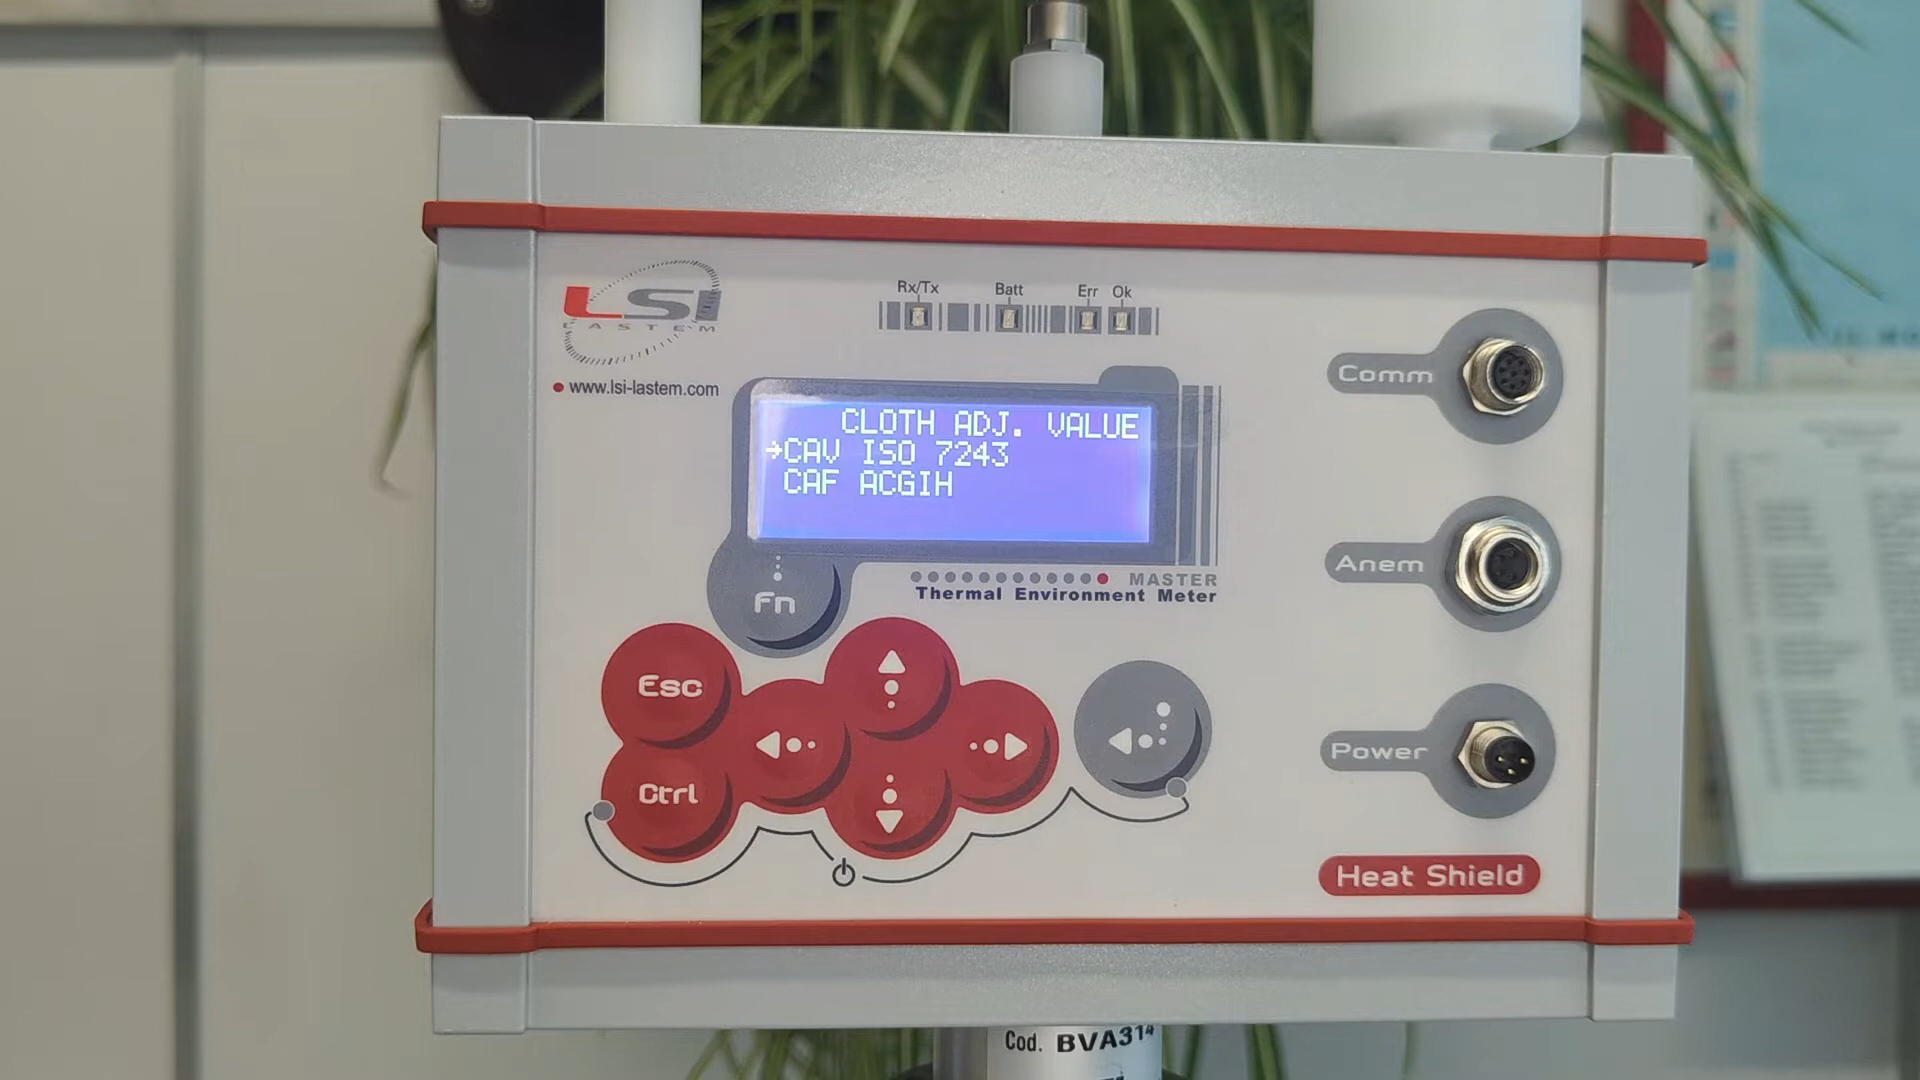 LSI
LASTEM
www.lsi-lastem.com
Rx/Tx
Batt
Err
Ok
CLOTH ADJ. VALUE
→CAV ISO 7243
CAF ACGIH
MASTER
Thermal Environment Meter
Fn
Esc
Ctrl
Comm
Anem
Power
Heat Shield
Cod. BVA314